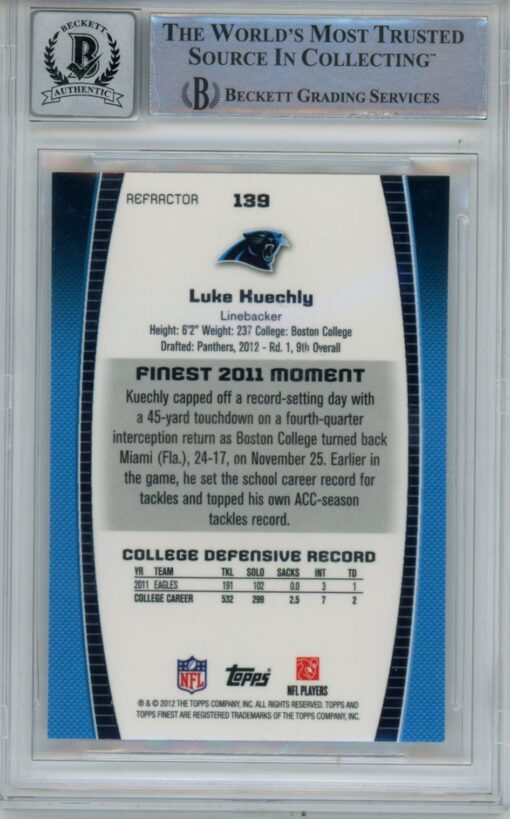 BECKETT
B
AUTHENTIC
THE WORLD'S MOST TRUSTED
SOURCE IN COLLECTING™
B BECKETT GRADING SERVICES
REFRACTOR 139
Luke Kuechly
Linebacker
Height: 6'2" Weight: 237 College: Boston College
Drafted: Panthers, 2012 - Rd. 1, 9th Overall
FINEST 2011 MOMENT
Kuechly capped off a record-setting day with
a 45-yard touchdown on a fourth-quarter
interception return as Boston College turned back
Miami (Fla.), 24-17, on November 25. Earlier in
the game, he set the school career record for
tackles and topped his own ACC-season
tackles record.
COLLEGE DEFENSIVE RECORD
YR TEAM TKL SOLO SACKS INT TD
2011 EAGLES 191 102 0.0 3 1
COLLEGE CAREER 532 299 2.5 7 2
NFL Topps
NFL PLAYERS
® & © 2012 THE TOPPS COMPANY, INC. ALL RIGHTS RESERVED. TOPPS AND
TOPPS FINEST ARE REGISTERED TRADEMARKS OF THE TOPPS COMPANY, INC.